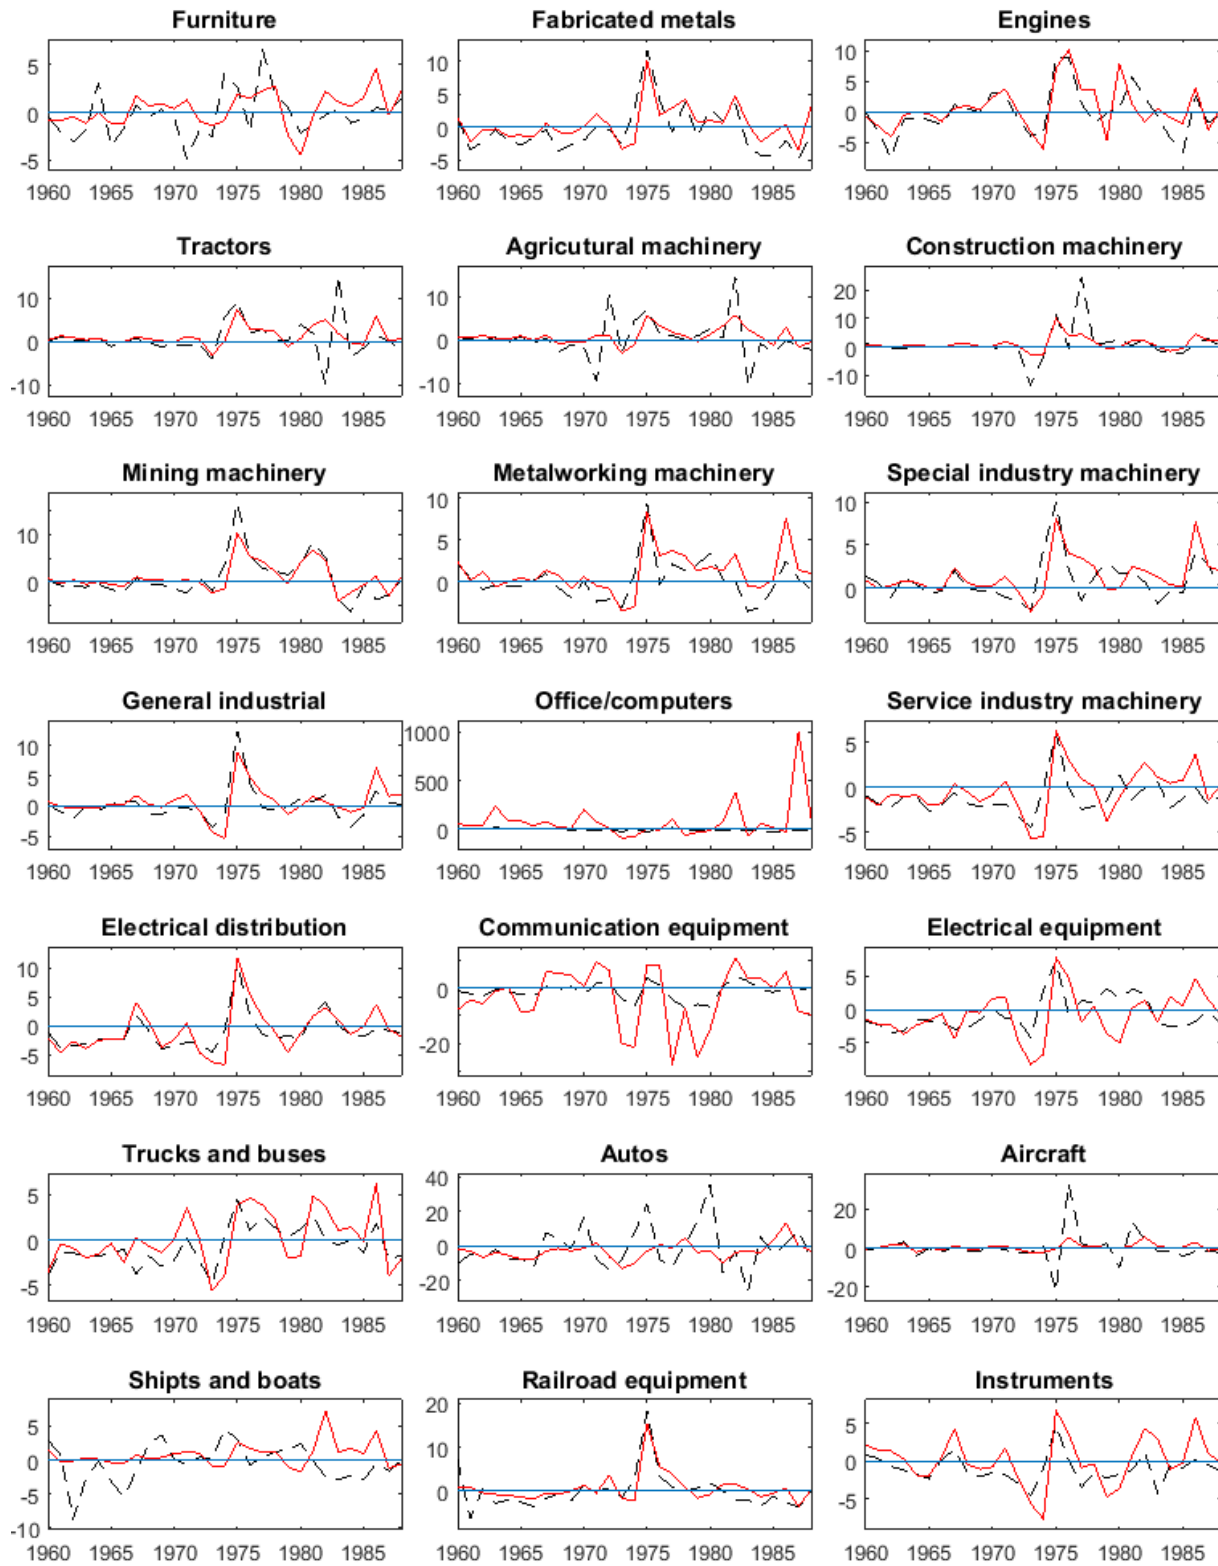 Furniture Fabricated metals Engines
5 10 10
0 5 5
-5 0 0
-5 -5
1960 1965 1970 1975 1980 1985 1960 1965 1970 1975 1980 1985 1960 1965 1970 1975 1980 1985
Tractors Agricutural machinery Construction machinery
10 10 20
0 0 10
-10 -10 0
-10
1960 1965 1970 1975 1980 1985 1960 1965 1970 1975 1980 1985 1960 1965 1970 1975 1980 1985
Mining machinery Metalworking machinery Special industry machinery
10 10 10
0 5 5
0 0
1960 1965 1970 1975 1980 1985 1960 1965 1970 1975 1980 1985 1960 1965 1970 1975 1980 1985
General industrial Office/computers Service industry machinery
10 1000 5
5 500 0
0 0 -5
-5
1960 1965 1970 1975 1980 1985 1960 1965 1970 1975 1980 1985 1960 1965 1970 1975 1980 1985
Electrical distribution Communication equipment Electrical equipment
10 0 5
5 -20 0
0 -5
-5
1960 1965 1970 1975 1980 1985 1960 1965 1970 1975 1980 1985 1960 1965 1970 1975 1980 1985
Trucks and buses Autos Aircraft
5 40 20
0 20 0
-5 0 -20
-20
1960 1965 1970 1975 1980 1985 1960 1965 1970 1975 1980 1985 1960 1965 1970 1975 1980 1985
Shipts and boats Railroad equipment Instruments
5 20 5
0 10 0
-5 0 -5
-10
1960 1965 1970 1975 1980 1985 1960 1965 1970 1975 1980 1985 1960 1965 1970 1975 1980 1985